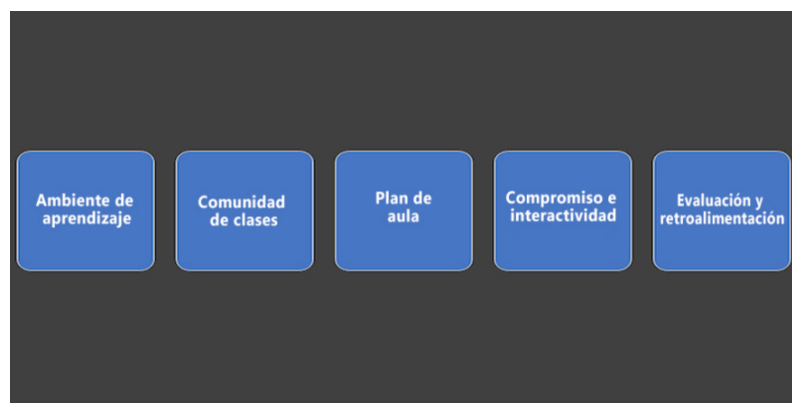 Ambiente de
aprendizaje
Comunidad
de clases
Plan de
aula
Compromiso e
interactividad
Evaluación y
retroalimentación